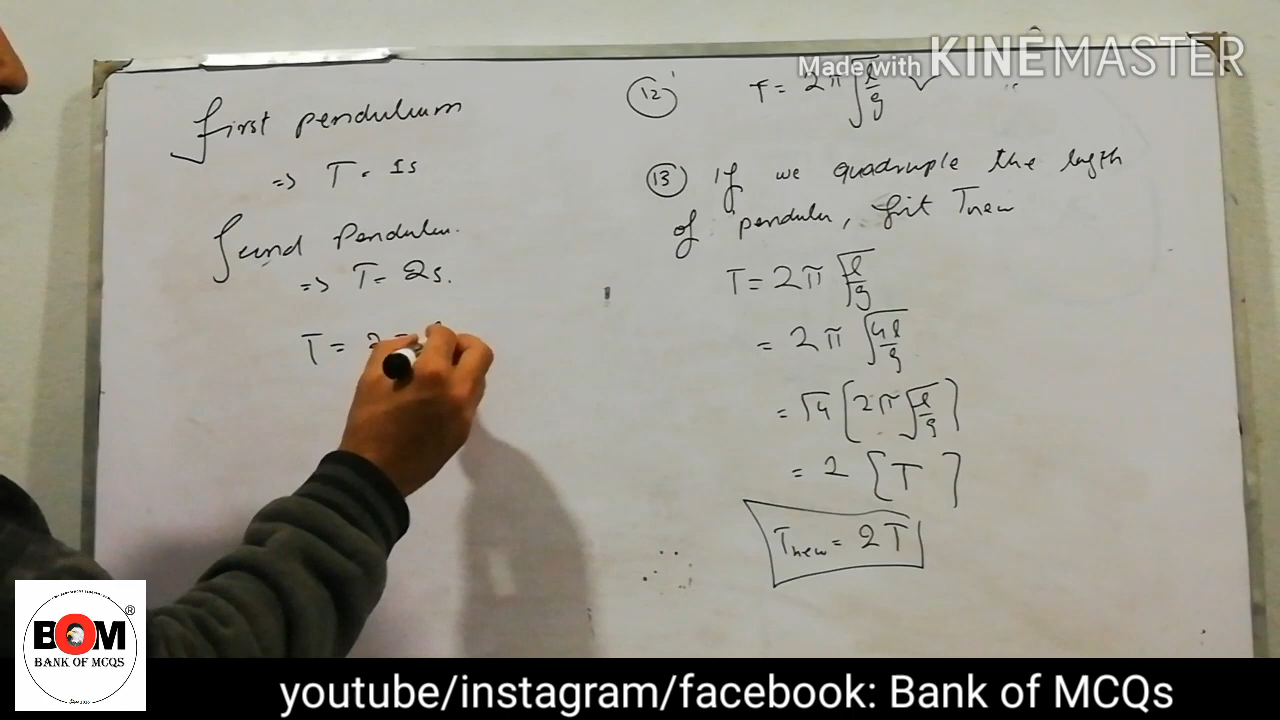 Made with KINEMASTER
First pendulum
=> T = 1s
Second Pendulum.
=> T = 2s.
T = 2π
(12) T = 2π√l/g
(13) If we quadruple the length
of pendulum, find Tnew
T = 2π √l/g
= 2π √4l/g
= √4 [2π √l/g]
= 2 [T]
Tnew = 2T
BOM ®
BANK OF MCQS
youtube/instagram/facebook: Bank of MCQs